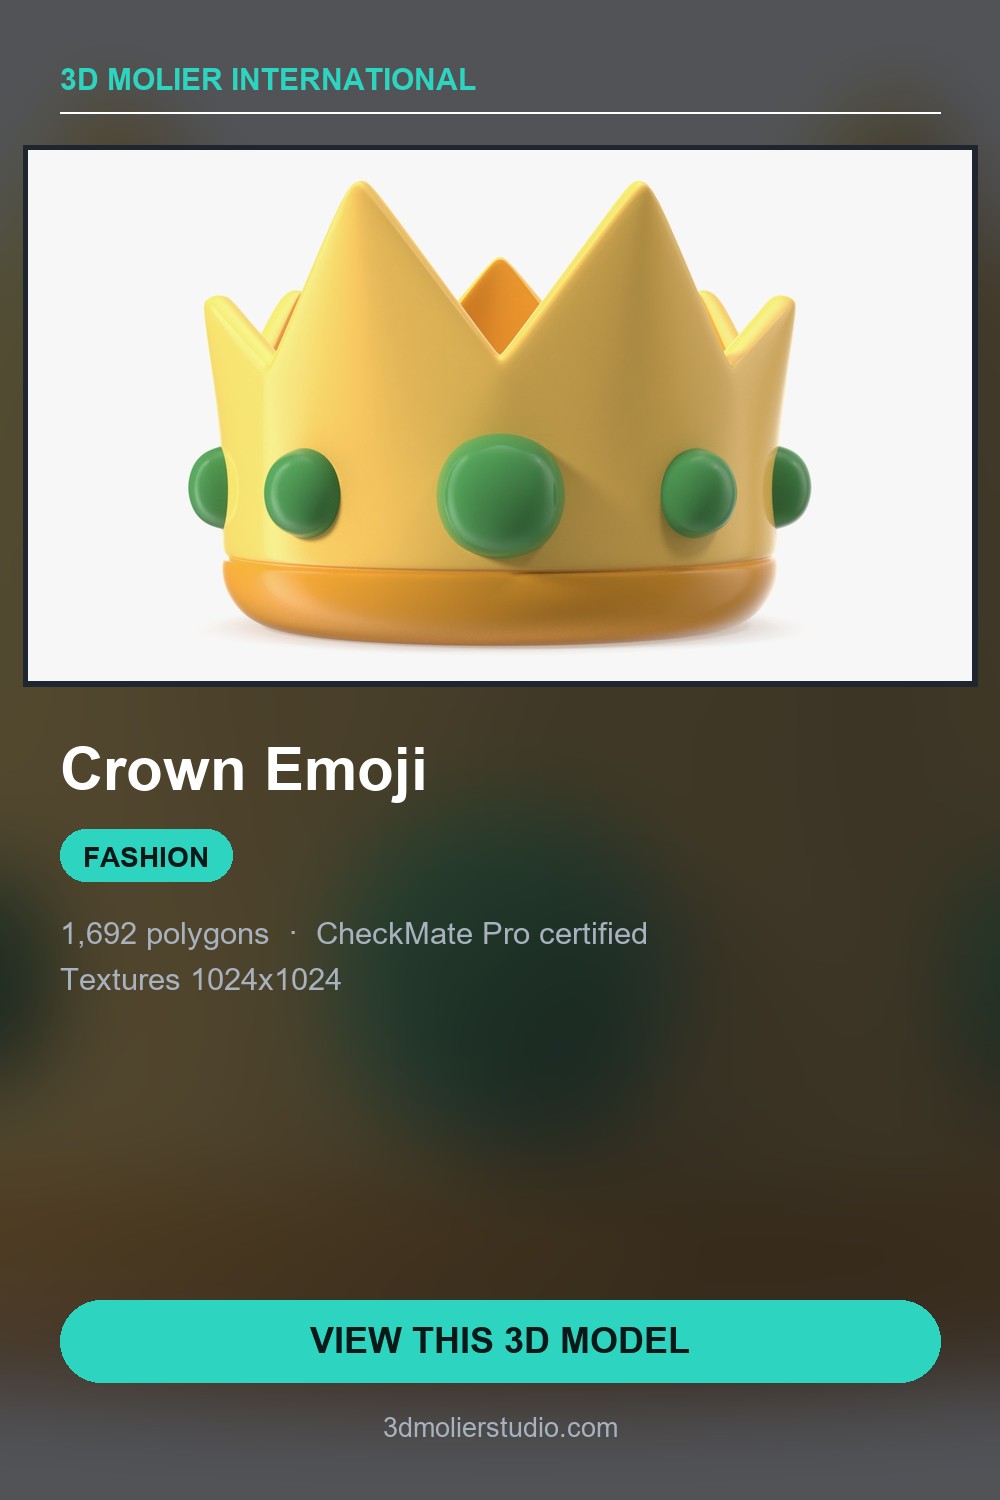 3D MOLIER INTERNATIONAL
Crown Emoji
FASHION
1,692 polygons · CheckMate Pro certified
Textures 1024x1024
VIEW THIS 3D MODEL
3dmolierstudio.com